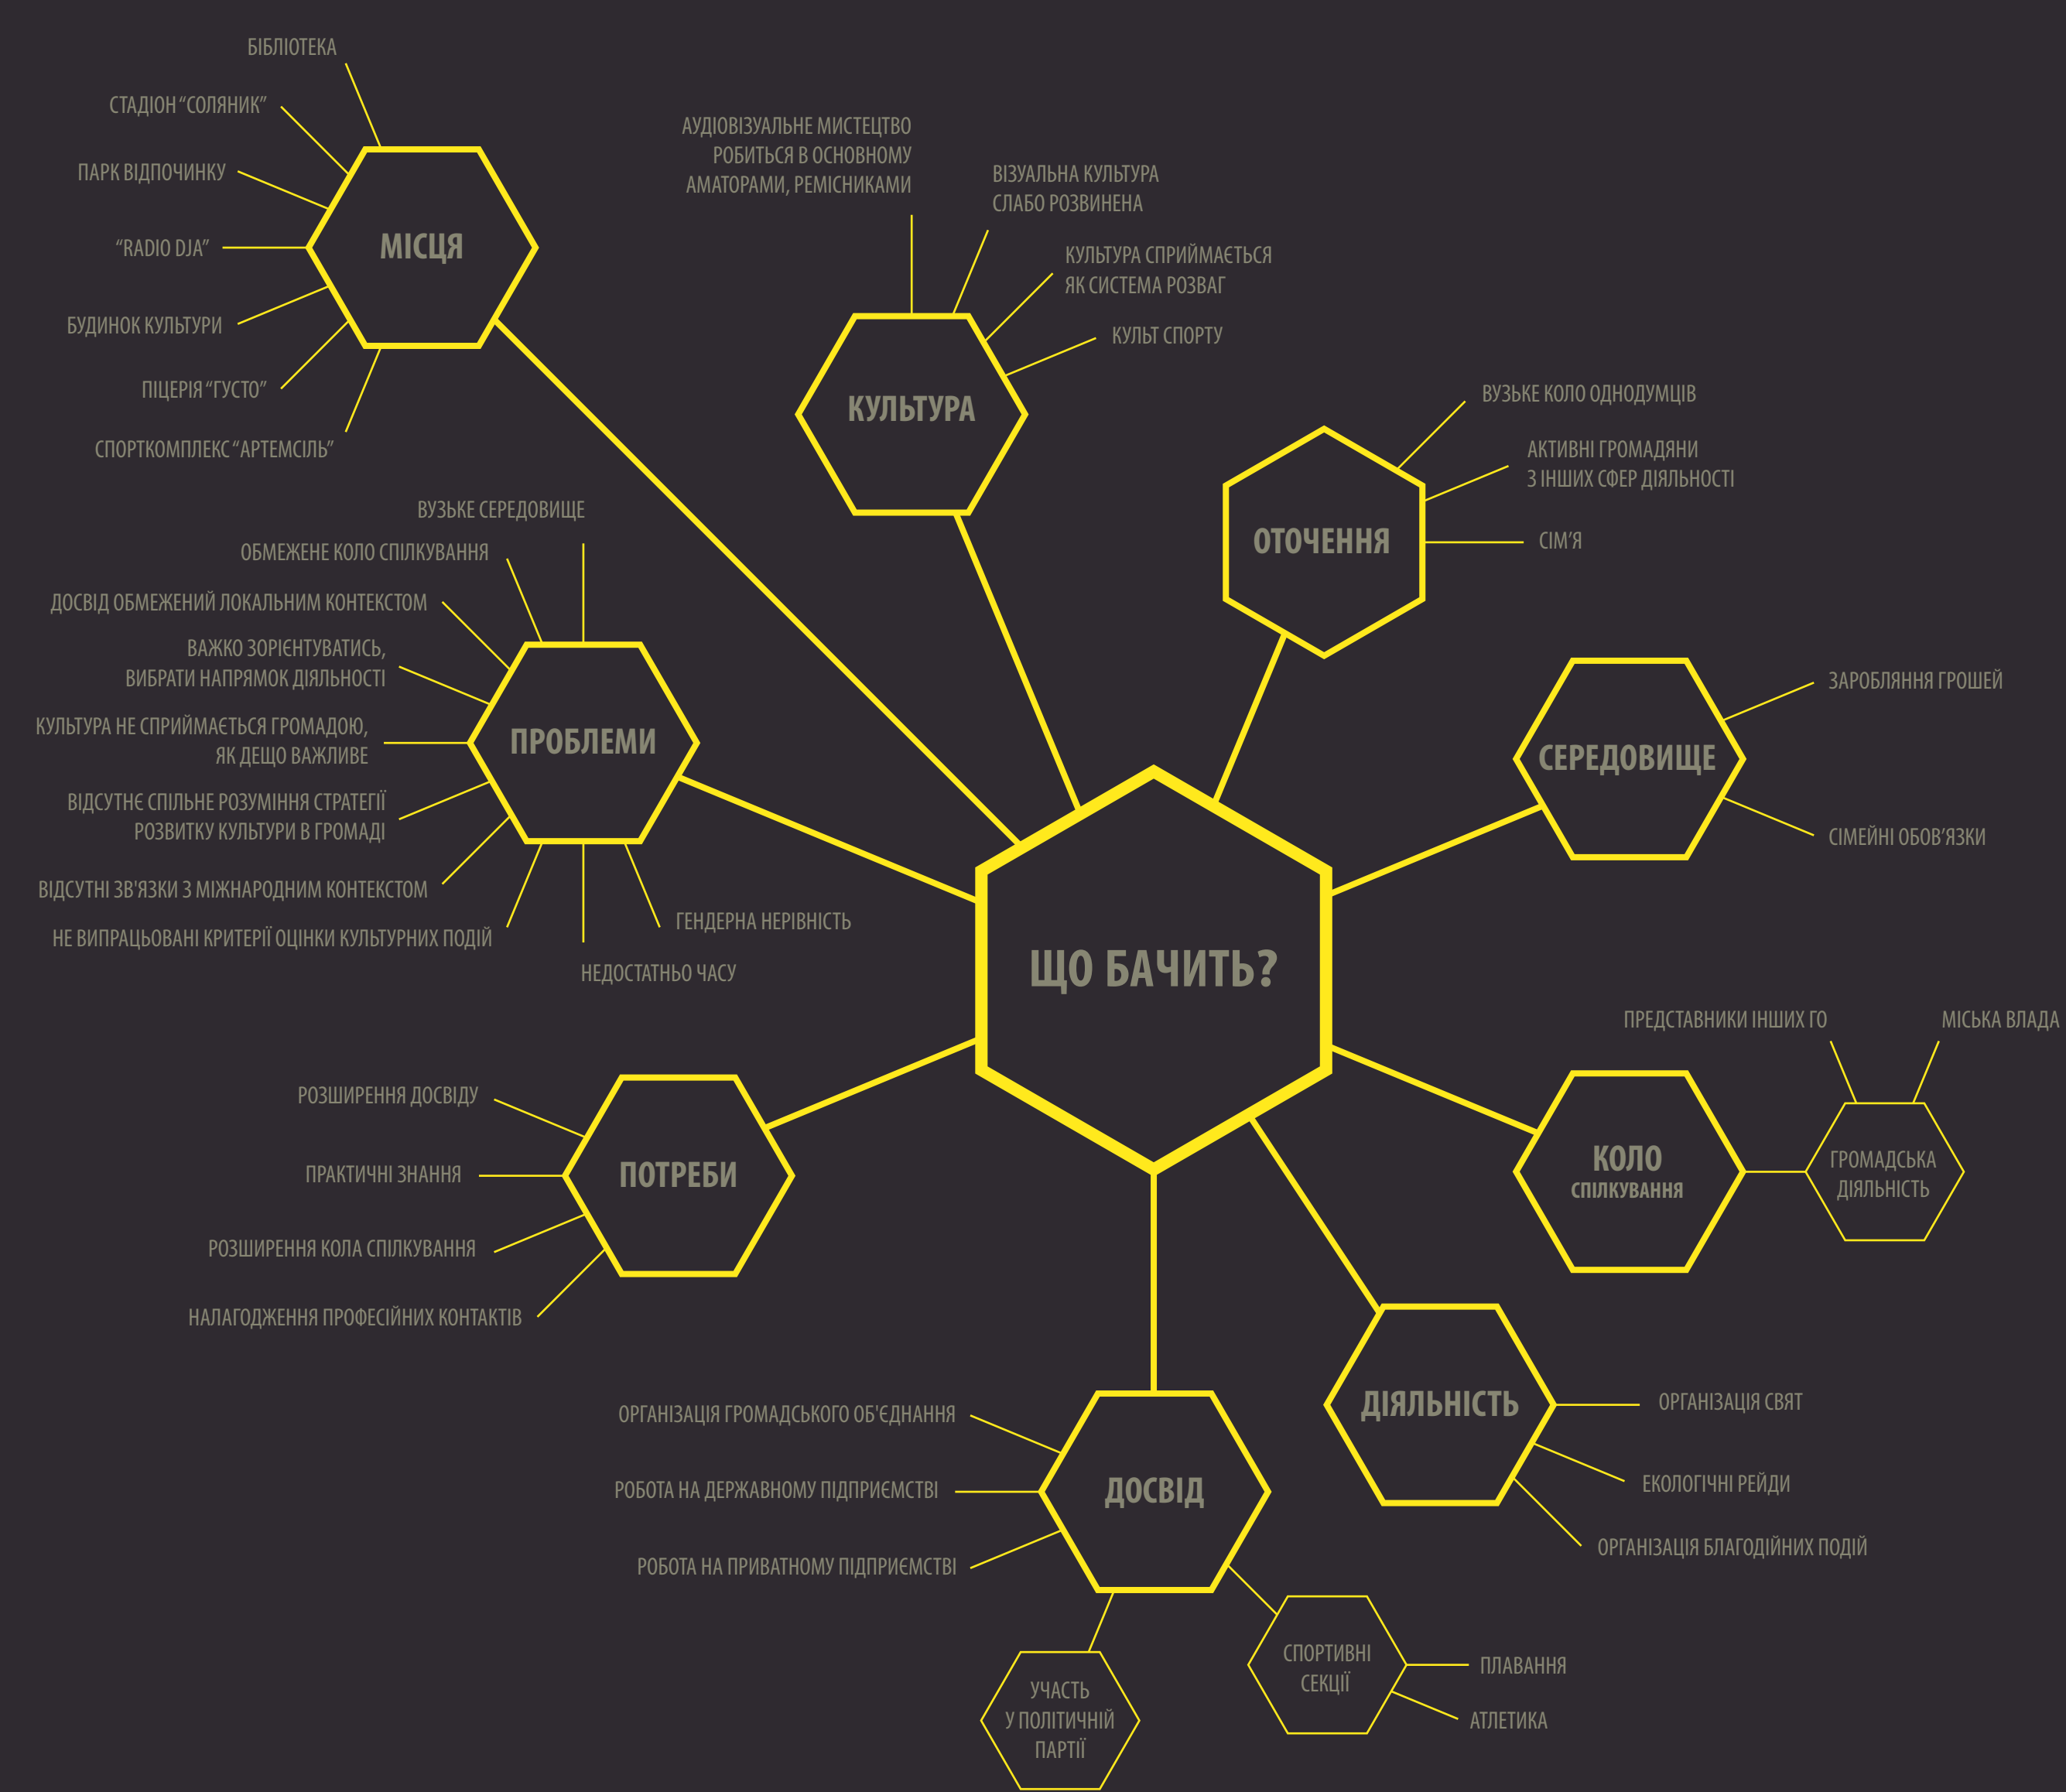 БІБЛІОТЕКА
СТАДІОН “СОЛЯНИК”
ПАРК ВІДПОЧИНКУ
“RADIO DJA”
БУДИНОК КУЛЬТУРИ
ПІЦЕРІЯ “ГУСТО”
СПОРТКОМПЛЕКС “АРТЕМСІЛЬ”
МІСЦЯ
АУДІОВІЗУАЛЬНЕ МИСТЕЦТВО
РОБИТЬСЯ В ОСНОВНОМУ
АМАТОРАМИ, РЕМІСНИКАМИ
ВІЗУАЛЬНА КУЛЬТУРА
СЛАБО РОЗВИНЕНА
КУЛЬТУРА СПРИЙМАЄТЬСЯ
ЯК СИСТЕМА РОЗВАГ
КУЛЬТ СПОРТУ
КУЛЬТУРА
ВУЗЬКЕ КОЛО ОДНОДУМЦІВ
АКТИВНІ ГРОМАДЯНИ
З ІНШИХ СФЕР ДІЯЛЬНОСТІ
СІМ’Я
ОТОЧЕННЯ
ВУЗЬКЕ СЕРЕДОВИЩЕ
ОБМЕЖЕНЕ КОЛО СПІЛКУВАННЯ
ДОСВІД ОБМЕЖЕНИЙ ЛОКАЛЬНИМ КОНТЕКСТОМ
ВАЖКО ЗОРІЄНТУВАТИСЬ,
ВИБРАТИ НАПРЯМОК ДІЯЛЬНОСТІ
КУЛЬТУРА НЕ СПРИЙМАЄТЬСЯ ГРОМАДОЮ,
ЯК ДЕЩО ВАЖЛИВЕ
ВІДСУТНЄ СПІЛЬНЕ РОЗУМІННЯ СТРАТЕГІЇ
РОЗВИТКУ КУЛЬТУРИ В ГРОМАДІ
ВІДСУТНІ ЗВ'ЯЗКИ З МІЖНАРОДНИМ КОНТЕКСТОМ
НЕ ВИПРАЦЬОВАНІ КРИТЕРІЇ ОЦІНКИ КУЛЬТУРНИХ ПОДІЙ
НЕДОСТАТНЬО ЧАСУ
ГЕНДЕРНА НЕРІВНІСТЬ
ПРОБЛЕМИ
СЕРЕДОВИЩЕ
ЗАРОБЛЯННЯ ГРОШЕЙ
СІМЕЙНІ ОБОВ’ЯЗКИ
ЩО БАЧИТЬ?
ПРЕДСТАВНИКИ ІНШИХ ГО
МІСЬКА ВЛАДА
КОЛО
СПІЛКУВАННЯ
ГРОМАДСЬКА
ДІЯЛЬНІСТЬ
РОЗШИРЕННЯ ДОСВІДУ
ПРАКТИЧНІ ЗНАННЯ
РОЗШИРЕННЯ КОЛА СПІЛКУВАННЯ
НАЛАГОДЖЕННЯ ПРОФЕСІЙНИХ КОНТАКТІВ
ПОТРЕБИ
ДІЯЛЬНІСТЬ
ОРГАНІЗАЦІЯ СВЯТ
ЕКОЛОГІЧНІ РЕЙДИ
ОРГАНІЗАЦІЯ БЛАГОДІЙНИХ ПОДІЙ
ОРГАНІЗАЦІЯ ГРОМАДСЬКОГО ОБ'ЄДНАННЯ
РОБОТА НА ДЕРЖАВНОМУ ПІДПРИЄМСТВІ
РОБОТА НА ПРИВАТНОМУ ПІДПРИЄМСТВІ
ДОСВІД
УЧАСТЬ
У ПОЛІТИЧНІЙ
ПАРТІЇ
СПОРТИВНІ
СЕКЦІЇ
ПЛАВАННЯ
АТЛЕТИКА